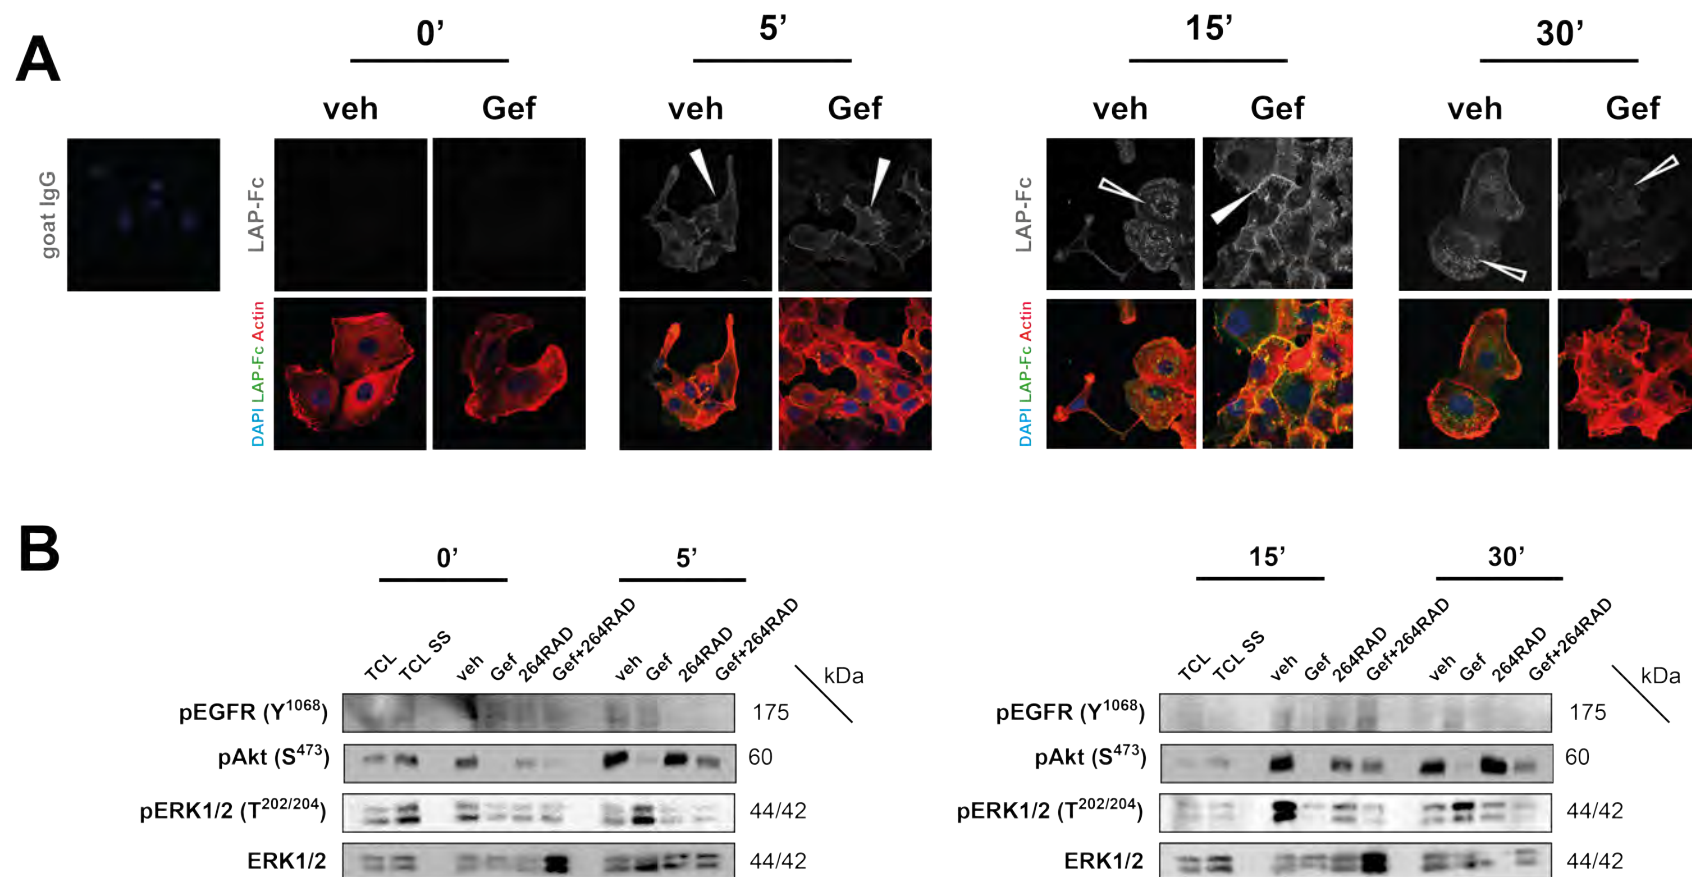 A
0’ 5’ 15’ 30’
veh Gef veh Gef veh Gef veh Gef
goat IgG
LAP-Fc
LAP-Fc
DAPI LAP-Fc Actin
DAPI LAP-Fc Actin
B
0’ 5’
TCL TCL SS veh Gef 264RAD Gef+264RAD veh Gef 264RAD Gef+264RAD
kDa
pEGFR (Y1068) 175
pAkt (S473) 60
pERK1/2 (T202/204) 44/42
ERK1/2 44/42
15’ 30’
TCL TCL SS veh Gef 264RAD Gef+264RAD veh Gef 264RAD Gef+264RAD
kDa
pEGFR (Y1068) 175
pAkt (S473) 60
pERK1/2 (T202/204) 44/42
ERK1/2 44/42